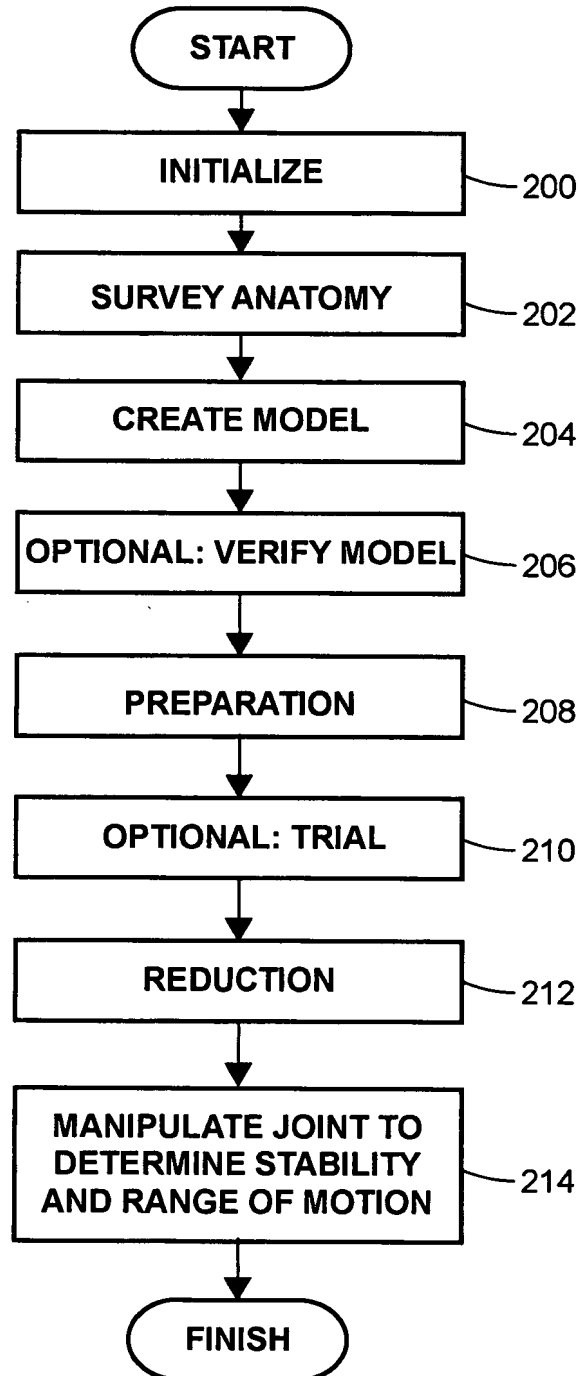 START
INITIALIZE
200
SURVEY ANATOMY
202
CREATE MODEL
204
OPTIONAL: VERIFY MODEL
206
PREPARATION
208
OPTIONAL: TRIAL
210
REDUCTION
212
MANIPULATE JOINT TO
DETERMINE STABILITY
AND RANGE OF MOTION
214
FINISH